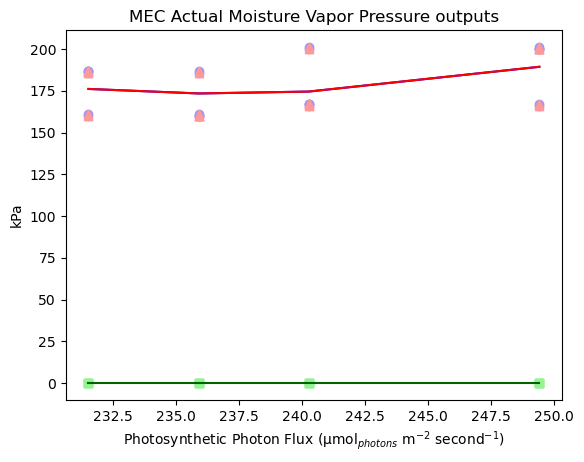 MEC Actual Moisture Vapor Pressure outputs
200
175
150
125
100
75
50
25
0
kPa
232.5 235.0 237.5 240.0 242.5 245.0 247.5 250.0
Photosynthetic Photon Flux (μmol_photons m⁻² second⁻¹)